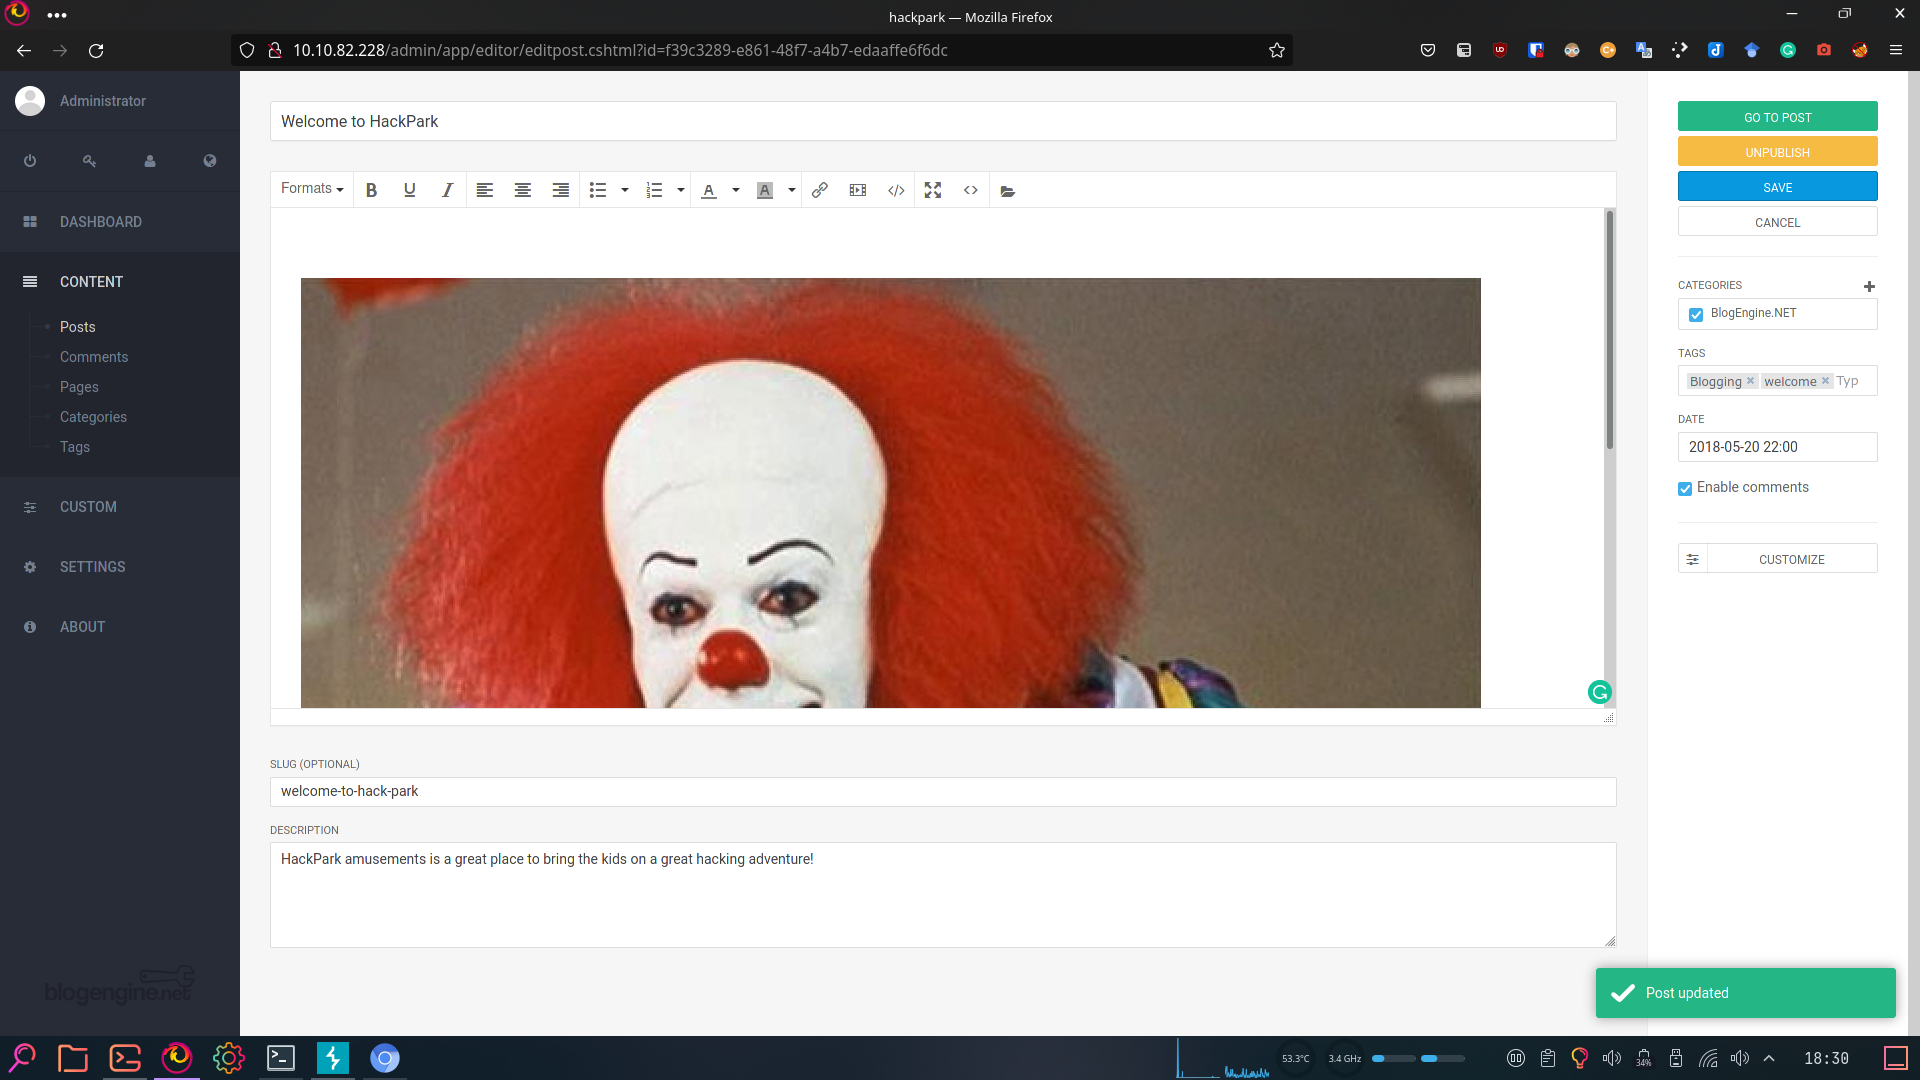 hackpark — Mozilla Firefox
10.10.82.228/admin/app/editor/editpost.cshtml?id=f39c3289-e861-48f7-a4b7-edaaffe6f6dc
Administrator
DASHBOARD
CONTENT
Posts
Comments
Pages
Categories
Tags
CUSTOM
SETTINGS
ABOUT
blogengine.net
Welcome to HackPark
Formats
SLUG (OPTIONAL)
welcome-to-hack-park
DESCRIPTION
HackPark amusements is a great place to bring the kids on a great hacking adventure!
GO TO POST
UNPUBLISH
SAVE
CANCEL
CATEGORIES
BlogEngine.NET
TAGS
Blogging welcome Typ
DATE
2018-05-20 22:00
Enable comments
CUSTOMIZE
Post updated
53.3°C 3.4 GHz 34% 18:30